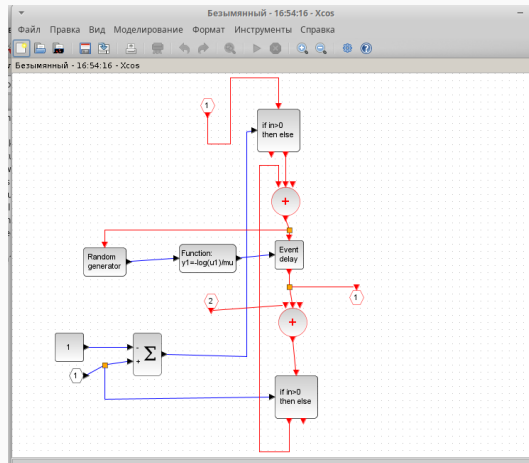 Безымянный - 16:54:16 - Xcos
Файл Правка Вид Моделирование Формат Инструменты Справка
Безымянный - 16:54:16 - Xcos
1
if in>0
then else
+
Random
generator
Function:
y1=-log(u1)/mu
Event
delay
2
1
+
1
-
+
Σ
1
if in>0
then else